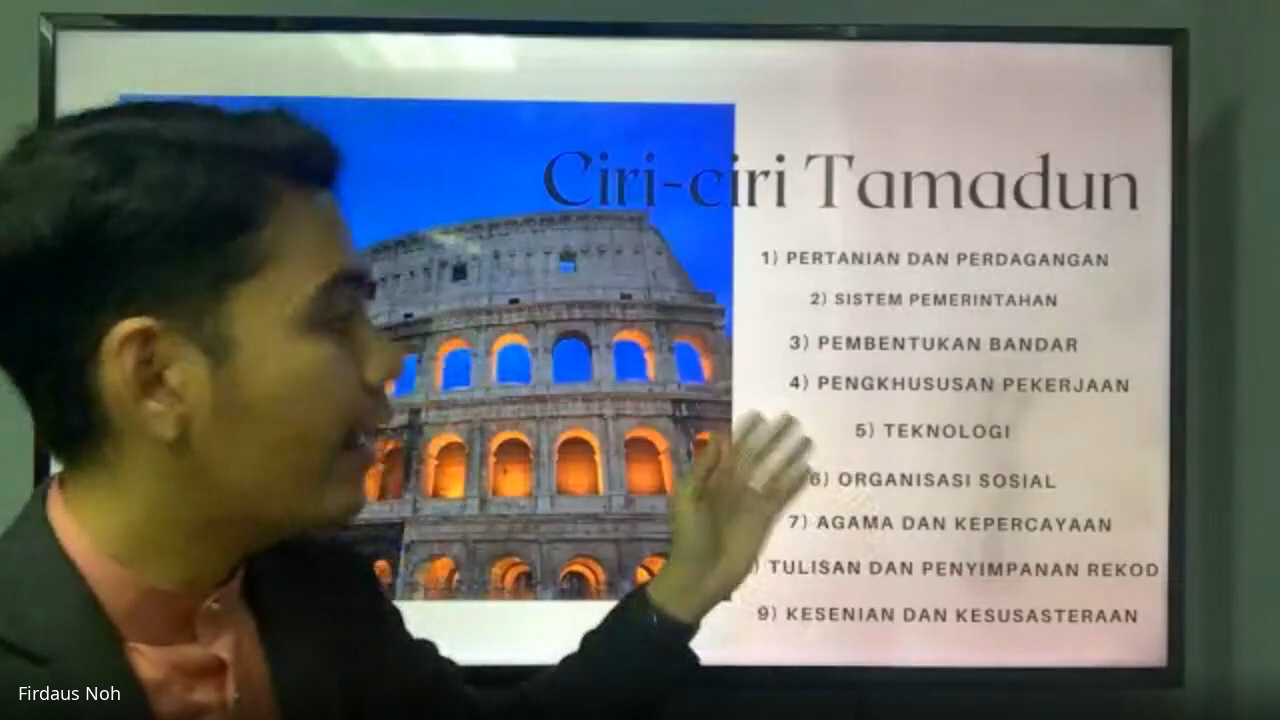 Ciri-ciri Tamadun
1) PERTANIAN DAN PERDAGANGAN
2) SISTEM PEMERINTAHAN
3) PEMBENTUKAN BANDAR
4) PENGKHUSUSAN PEKERJAAN
5) TEKNOLOGI
6) ORGANISASI SOSIAL
7) AGAMA DAN KEPERCAYAAN
) TULISAN DAN PENYIMPANAN REKOD
9) KESENIAN DAN KESUSASTERAAN
Firdaus Noh